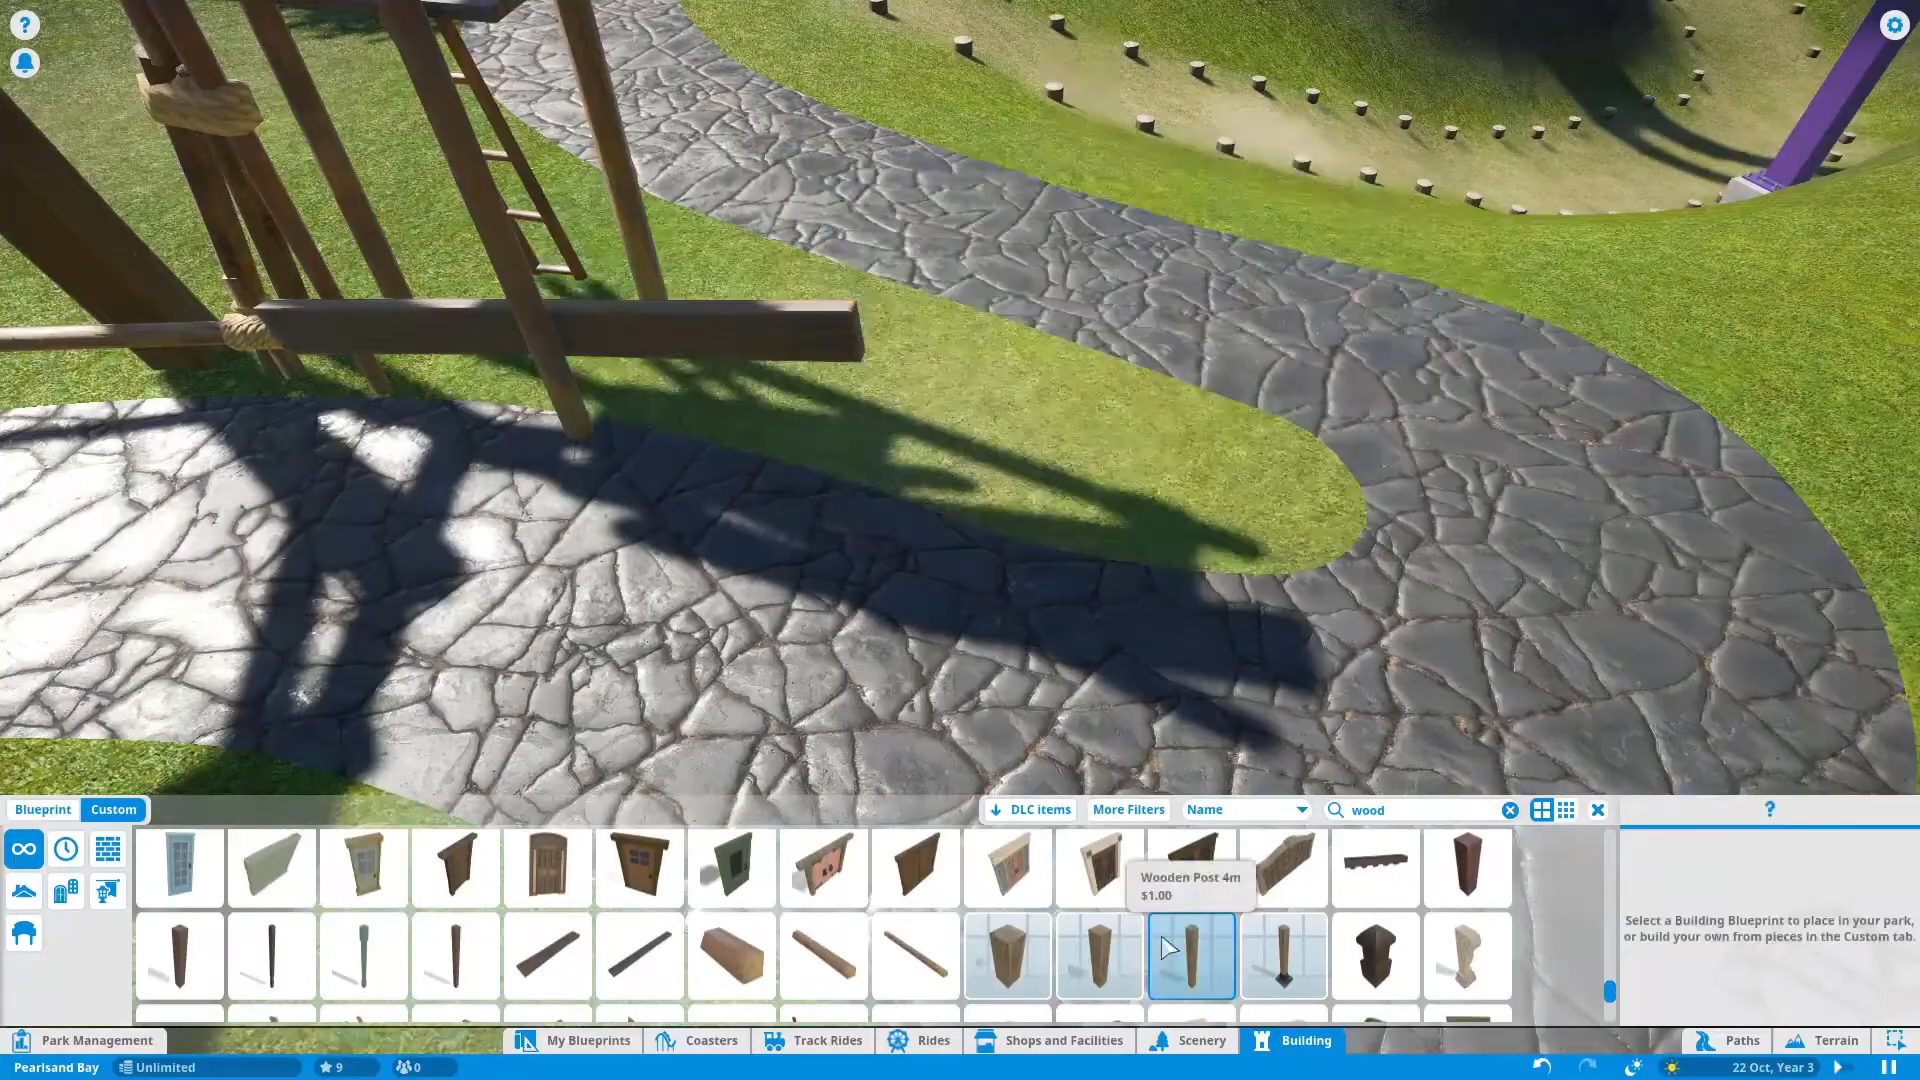 ?
Blueprint
Custom
DLC items
More Filters
Name
wood
?
Wooden Post 4m
$1.00
Select a Building Blueprint to place in your park,
or build your own from pieces in the Custom tab.
Park Management
My Blueprints
Coasters
Track Rides
Rides
Shops and Facilities
Scenery
Building
Paths
Terrain
Pearlsand Bay
Unlimited
9
0
22 Oct, Year 3